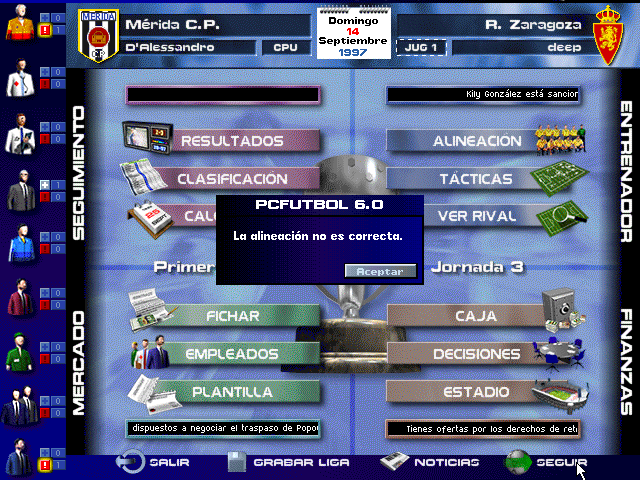 Mérida C.P.
D'Alessandro
CPU
Domingo
14
Septiembre
1997
R. Zaragoza
JUG 1
deep
MERIDA
C P
Kily González está sancior
SEGUIMIENTO
RESULTADOS
CLASIFICACIÓN
ENTRENADOR
ALINEACIÓN
TÁCTICAS
VER RIVAL
PCFUTBOL 6.0
La alineación no es correcta.
Aceptar
Primer
Jornada 3
MERCADO
FICHAR
EMPLEADOS
PLANTILLA
FINANZAS
CAJA
DECISIONES
ESTADIO
dispuestos a negociar el traspaso de Popo
Tienes ofertas por los derechos de ret
SALIR
GRABAR LIGA
NOTICIAS
SEGUIR